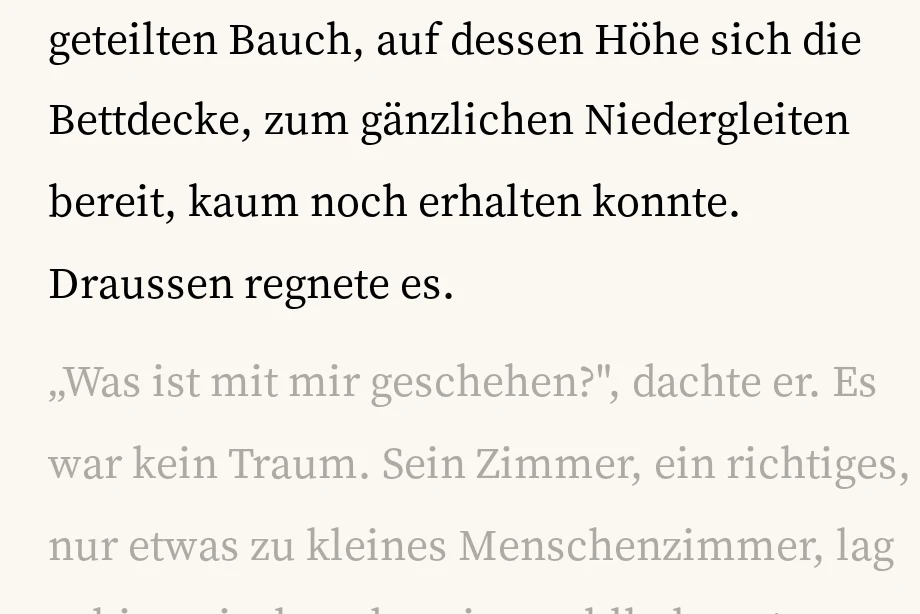 geteilten Bauch, auf dessen Höhe sich die
Bettdecke, zum gänzlichen Niedergleiten
bereit, kaum noch erhalten konnte.
Draussen regnete es.
„Was ist mit mir geschehen?", dachte er. Es
war kein Traum. Sein Zimmer, ein richtiges,
nur etwas zu kleines Menschenzimmer, lag